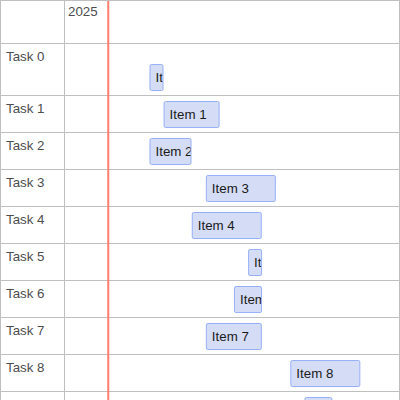 2025
Task 0
It
Task 1
Item 1
Task 2
Item 2
Task 3
Item 3
Task 4
Item 4
Task 5
It
Task 6
Item
Task 7
Item 7
Task 8
Item 8